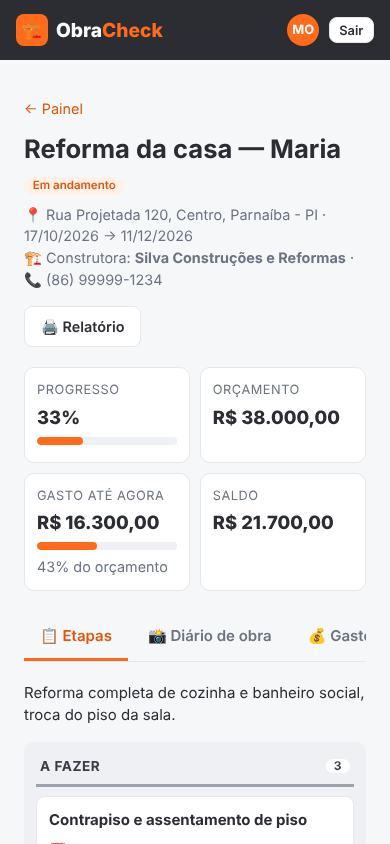 ObraCheck
MO
Sair
← Painel
Reforma da casa — Maria
Em andamento
📍 Rua Projetada 120, Centro, Parnaíba - PI ·
17/10/2026 → 11/12/2026
🏗️ Construtora: Silva Construções e Reformas ·
📞 (86) 99999-1234
🖨️ Relatório
PROGRESSO
33%
ORÇAMENTO
R$ 38.000,00
GASTO ATÉ AGORA
R$ 16.300,00
43% do orçamento
SALDO
R$ 21.700,00
📋 Etapas
📸 Diário de obra
💰 Gasto
Reforma completa de cozinha e banheiro social,
troca do piso da sala.
A FAZER
3
Contrapiso e assentamento de piso